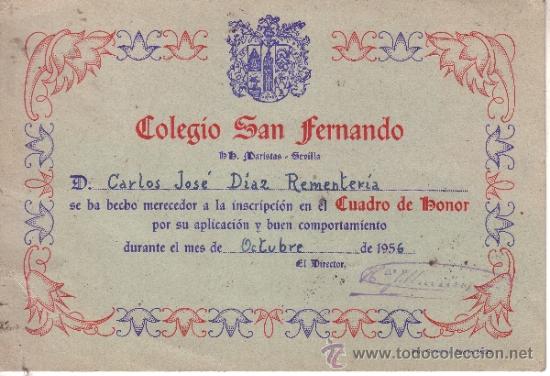 Colegio San Fernando
HH. Maristas - Sevilla
D. Carlos José Díaz Rementería
se ha hecho merecedor a la inscripción en el Cuadro de Honor
por su aplicación y buen comportamiento
durante el mes de Octubre de 1956
El Director,
todocoleccion
www.todocoleccion.net